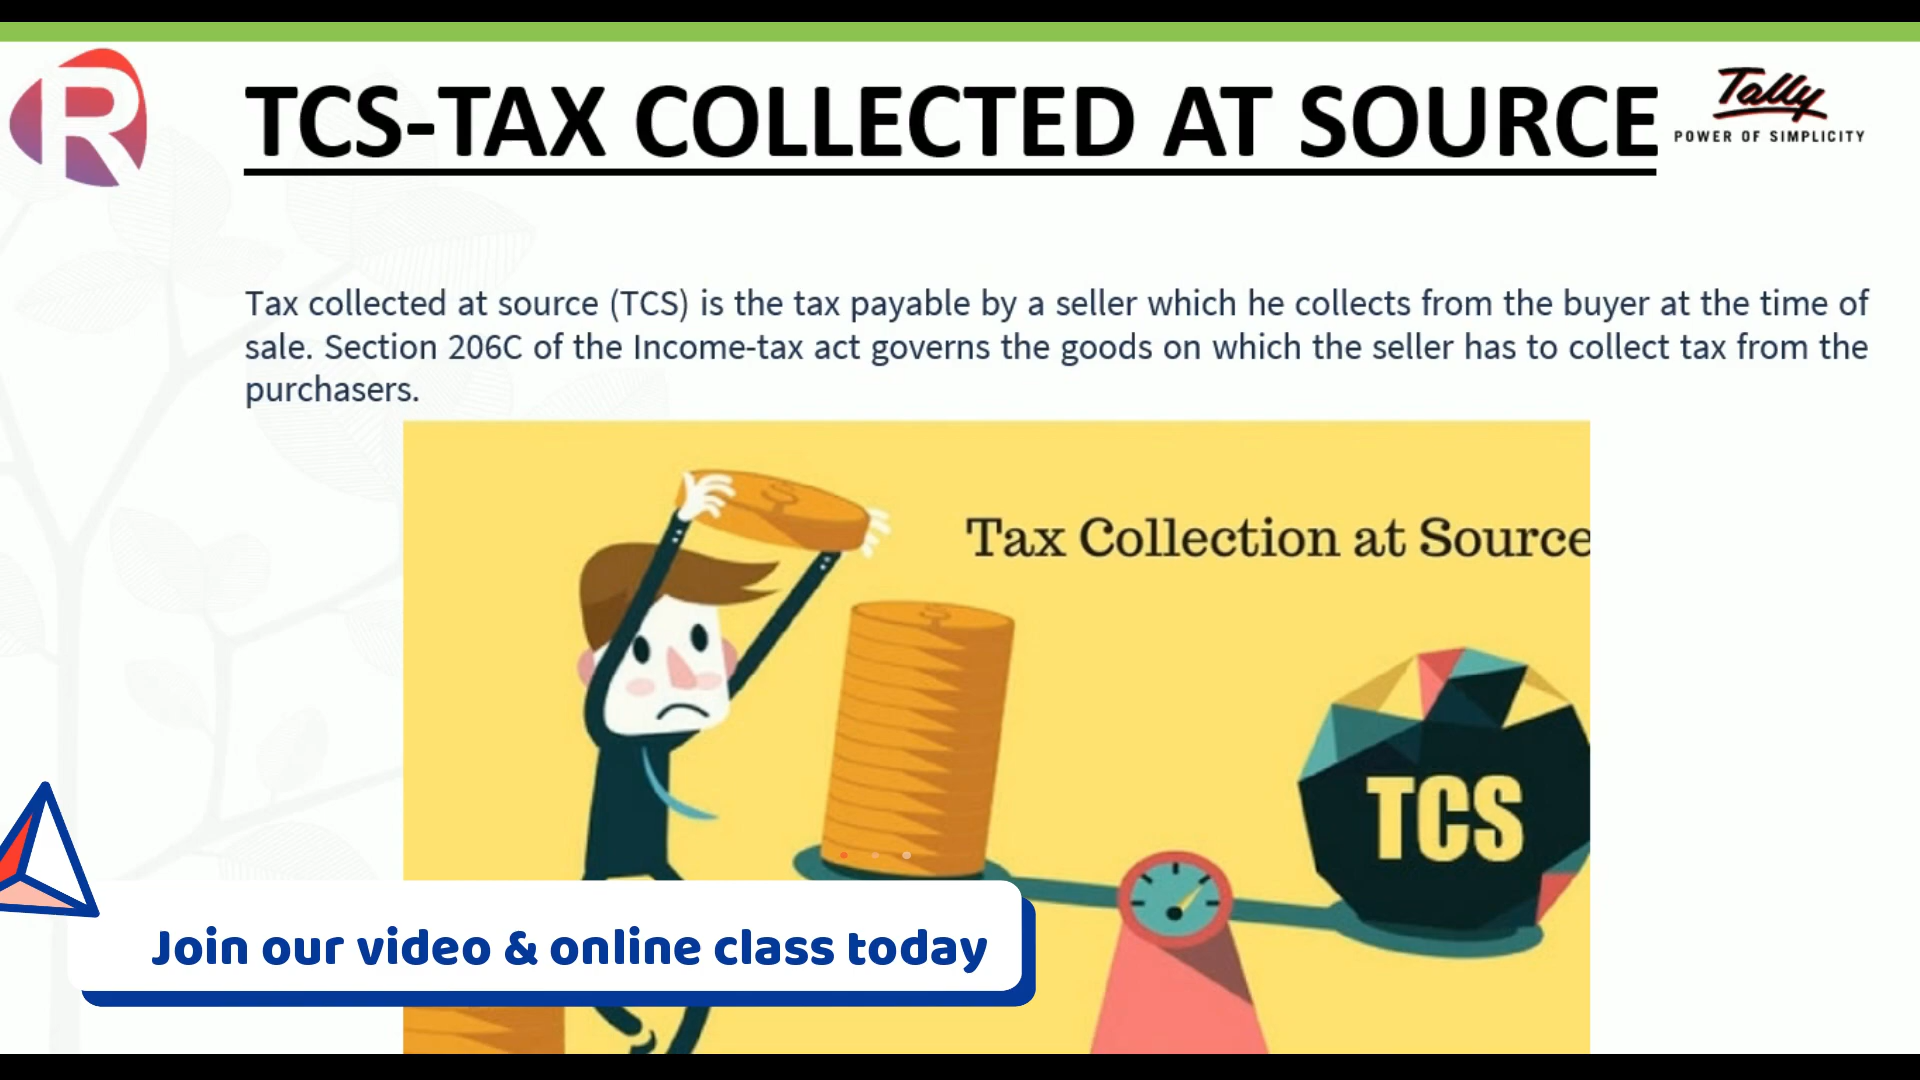 R
TCS-TAX COLLECTED AT SOURCE
Tally
POWER OF SIMPLICITY
Tax collected at source (TCS) is the tax payable by a seller which he collects from the buyer at the time of
sale. Section 206C of the Income-tax act governs the goods on which the seller has to collect tax from the
purchasers.
Tax Collection at Source
TCS
Join our video & online class today